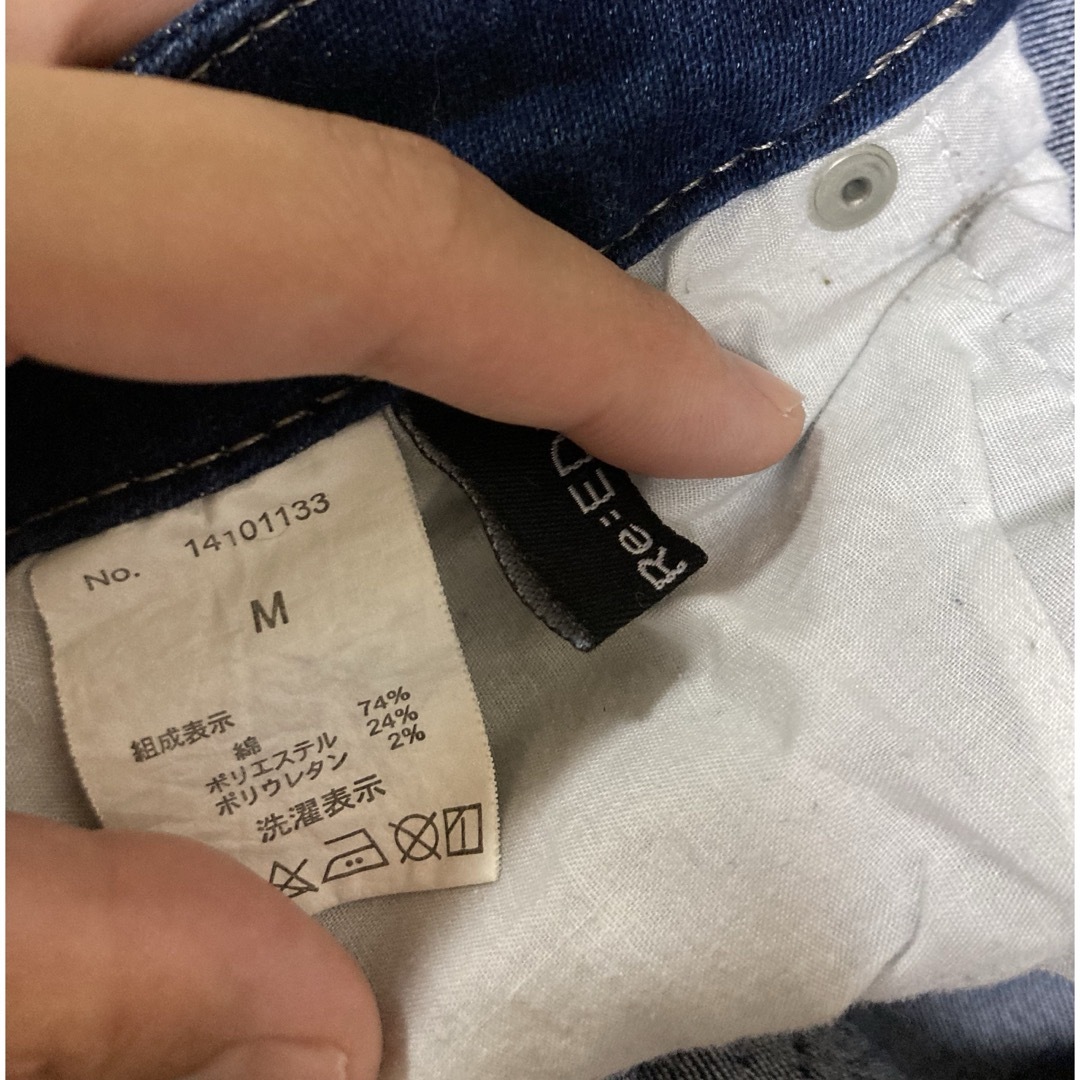 No. 14101133
M
組成表示
綿 74%
ポリエステル 24%
ポリウレタン 2%
洗濯表示
Re:ED